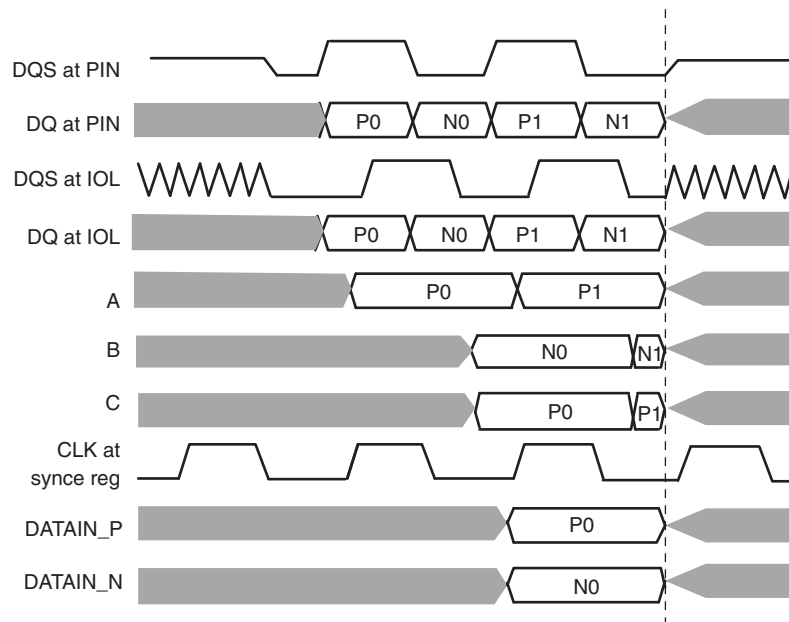 DQS at PIN
DQ at PIN P0 N0 P1 N1
DQS at IOL
DQ at IOL P0 N0 P1 N1
A P0 P1
B N0 N1
C P0 P1
CLK at
synce reg
DATAIN_P P0
DATAIN_N N0